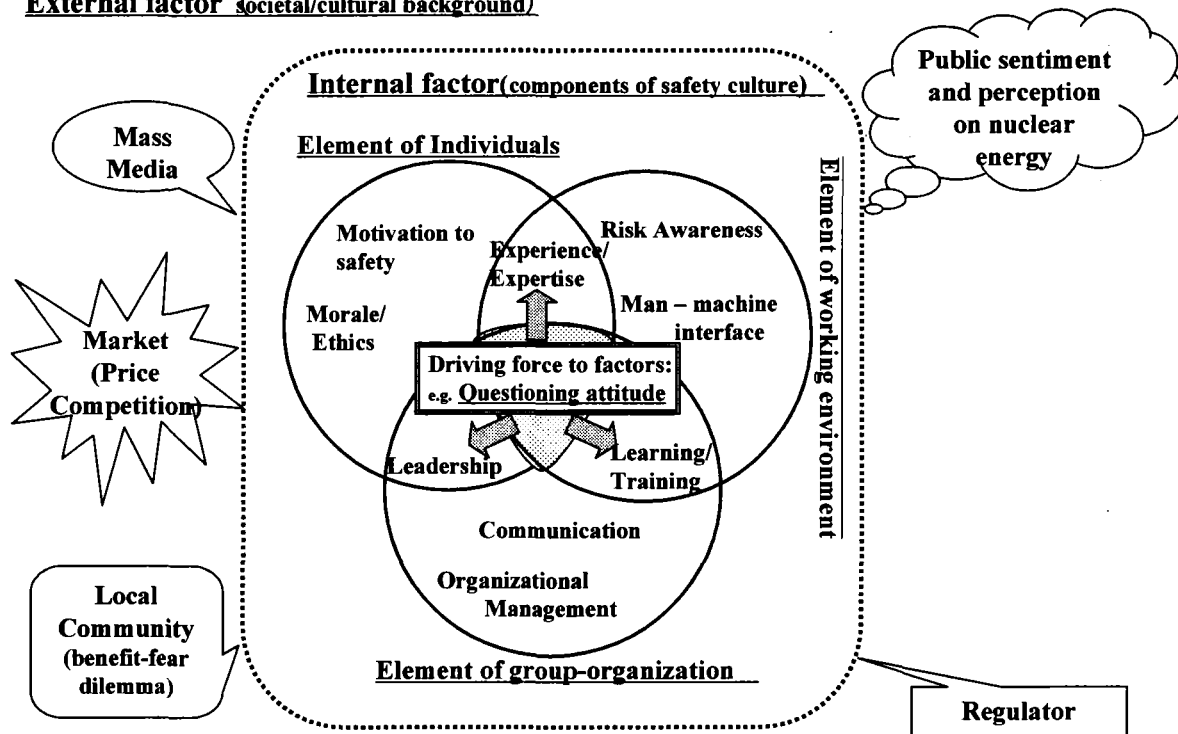 External factor societal/cultural background)
Internal factor(components of safety culture)
Public sentiment
and perception
on nuclear
energy
Mass
Media
Element of Individuals
Element of working environment
Motivation to
safety
Experience/
Expertise
Risk Awareness
Morale/
Ethics
Man – machine
interface
Market
(Price
Competition)
Driving force to factors:
e.g. Questioning attitude
Leadership
Learning/
Training
Communication
Organizational
Management
Local
Community
(benefit-fear
dilemma)
Element of group-organization
Regulator